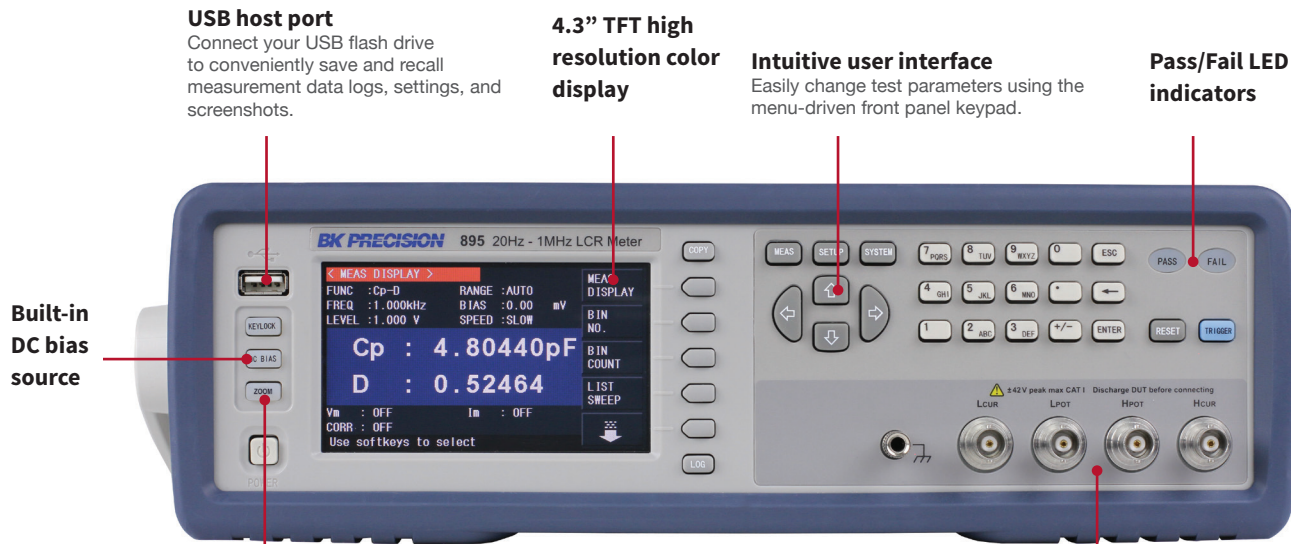 USB host port
Connect your USB flash drive
to conveniently save and recall
measurement data logs, settings, and
screenshots.
4.3” TFT high
resolution color
display
Intuitive user interface
Easily change test parameters using the
menu-driven front panel keypad.
Pass/Fail LED
indicators
Built-in
DC bias
source
BK PRECISION 895 20Hz - 1MHz LCR Meter
< MEAS DISPLAY >
FUNC :Cp-D RANGE :AUTO
FREQ :1.000kHz BIAS :0.00 mV
LEVEL :1.000 V SPEED :SLOW
Cp : 4.80440pF
D : 0.52464
Vm : OFF Im : OFF
CORR : OFF
Use softkeys to select
MEAS
DISPLAY
BIN
NO.
BIN
COUNT
LIST
SWEEP
KEYLOCK
DC BIAS
ZOOM
POWER
COPY
LOG
MEAS SETUP SYSTEM
7 PQRS 8 TUV 9 WXYZ 0 ESC
4 GHI 5 JKL 6 MNO .
1 2 ABC 3 DEF +/- ENTER
PASS FAIL
RESET TRIGGER
±42V peak max CAT I Discharge DUT before connecting
LCUR LPOT HPOT HCUR